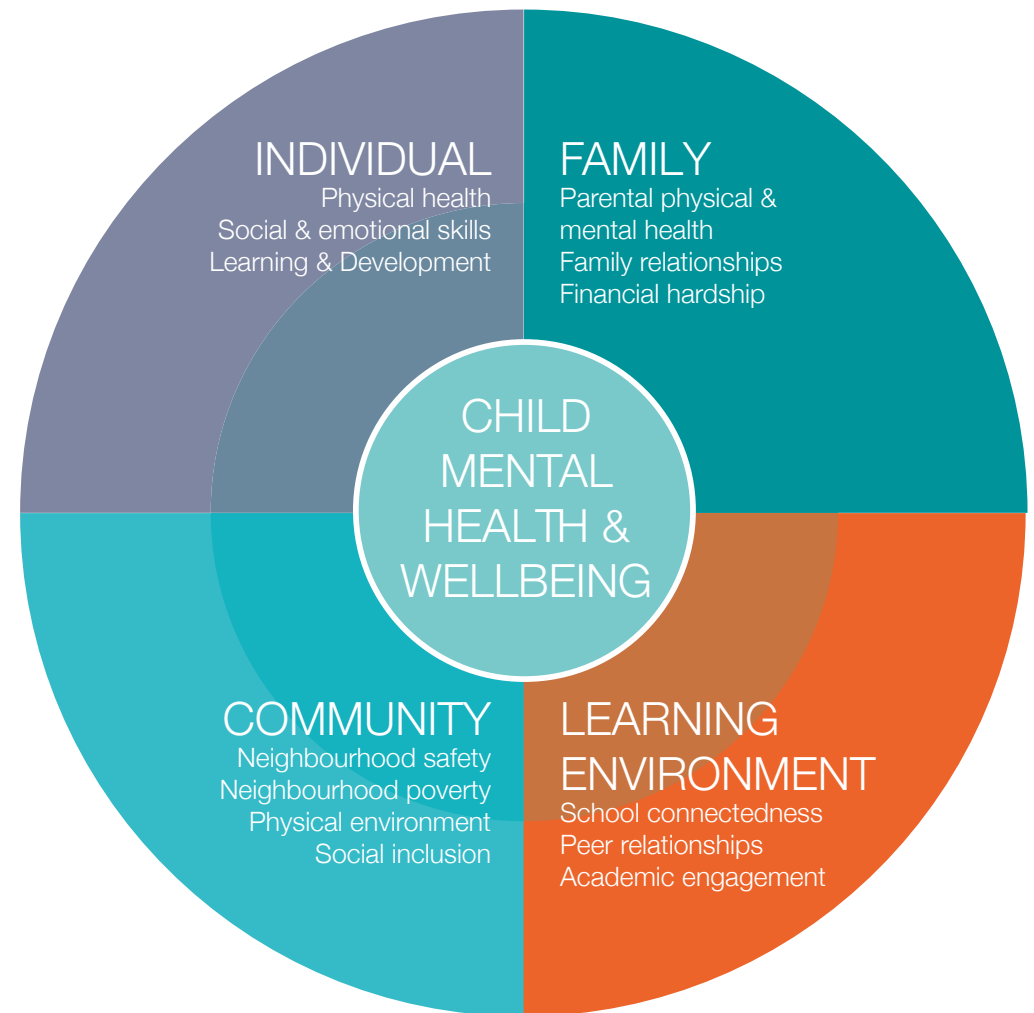 INDIVIDUAL
Physical health
Social & emotional skills
Learning & Development
FAMILY
Parental physical &
mental health
Family relationships
Financial hardship
CHILD
MENTAL
HEALTH &
WELLBEING
COMMUNITY
Neighbourhood safety
Neighbourhood poverty
Physical environment
Social inclusion
LEARNING
ENVIRONMENT
School connectedness
Peer relationships
Academic engagement